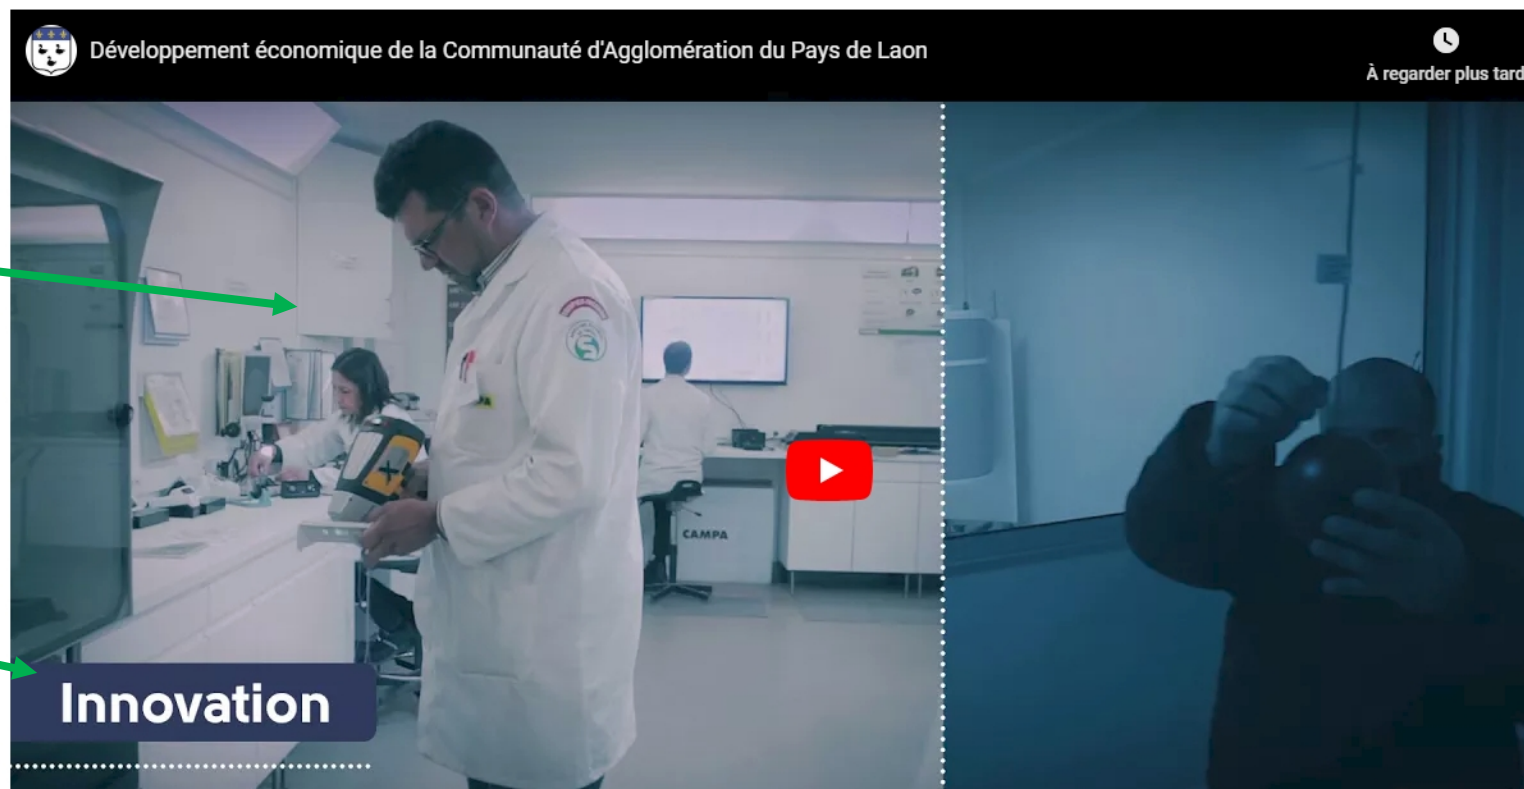 Développement économique de la Communauté d'Agglomération du Pays de Laon
À regarder plus tard
CAMPA
Innovation